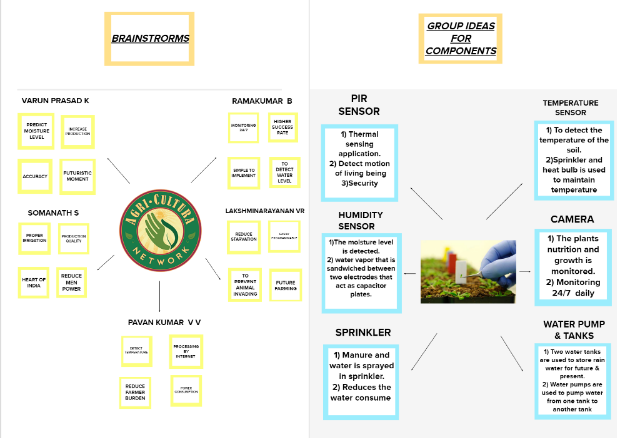 BRAINSTROMS
VARUN PRASAD K
PREDICT
MOISTURE
LEVEL
INCREASE
PRODUCTION
ACCURACY
FUTURISTIC
MOMENT
RAMAKUMAR B
MONITORING
24/7
HIGHER
SUCCESS
RATE
SIMPLE TO
IMPLEMENT
TO
DETECT
WATER
LEVEL
SOMANATH S
PROPER
IRRIGATION
PRODUCTION
QUALITY
HEART OF
INDIA
REDUCE
MEN
POWER
AGRI-CULTURA
NETWORK
LAKSHMINARAYANAN VR
REDUCE
STARVATION
TO
PREVENT
ANIMAL
INVADING
FUTURE
FARMING
PAVAN KUMAR V V
PROCESSING
BY
INTERNET
REDUCE
FARMER
BURDEN
POWER
CONSUMPTION
GROUP IDEAS
FOR
COMPONENTS
PIR
SENSOR
1) Thermal
sensing
application.
2) Detect motion
of living being
3)Security
TEMPERATURE
SENSOR
1) To detect the
temperature of the
soil.
2)Sprinkler and
heat bulb is used to
maintain
temperature
HUMIDITY
SENSOR
1)The moisture level
is detected.
2) water vapor that is
sandwiched between
two electrodes that
act as capacitor
plates.
CAMERA
1) The plants
nutrition and
growth is
monitored.
2) Monitoring
24/7 daily
SPRINKLER
1) Manure and
water is sprayed
in sprinkler.
2) Reduces the
water consume
WATER PUMP
& TANKS
1) Two water tanks
are used to store rain
water for future &
present.
2) Water pumps are
used to pump water
from one tank to
another tank